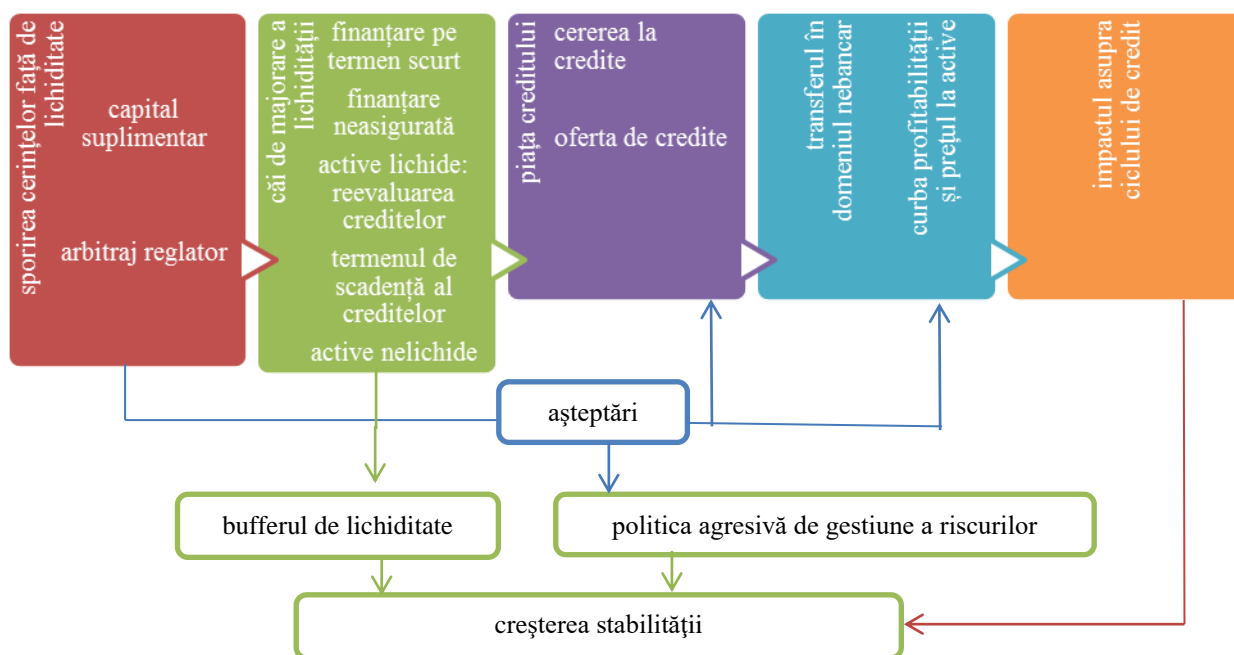 sporirea cerințelor față de
lichiditate
capital
suplimentar
arbitraj reglator
căi de majorare a
lichidității
finanțare pe
termen scurt
finanțare
neasigurată
active lichide:
reevaluarea
creditelor
termenul de
scadență al
creditelor
active nelichide
piața creditului
cererea la
credite
oferta de credite
transferul în
domeniul nebancar
curba profitabilității
și prețul la active
impactul asupra
ciclului de credit
aşteptări
bufferul de lichiditate
politica agresivă de gestiune a riscurilor
creşterea stabilităţii